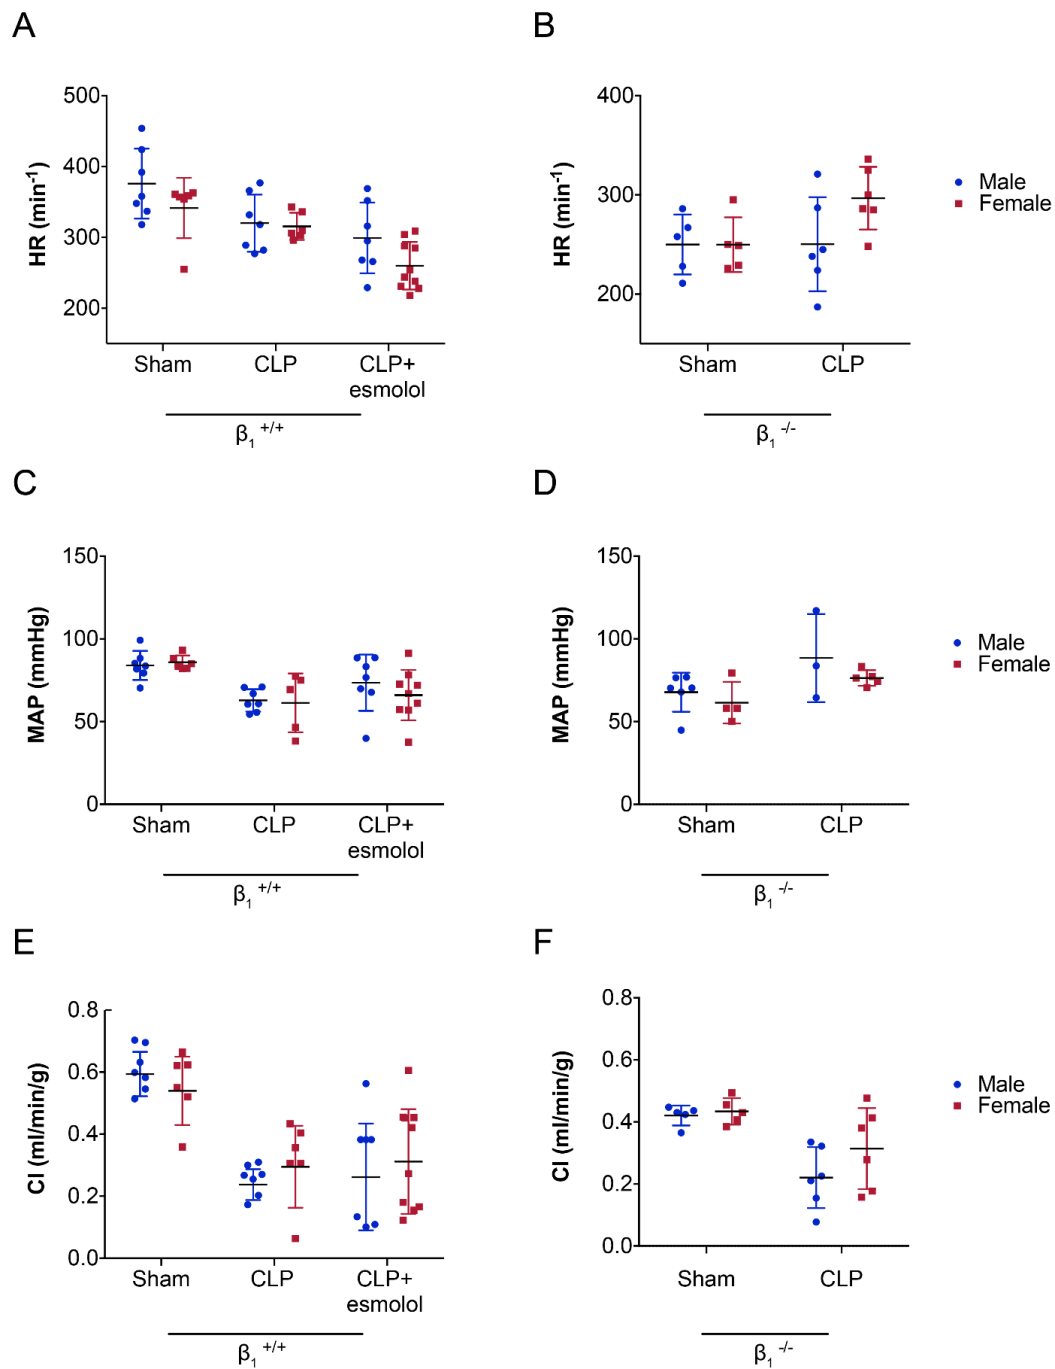 A
B
500
400
300
200
HR (min⁻¹)
Sham
CLP
CLP+
esmolol
β₁ +/+
400
300
200
HR (min⁻¹)
Sham
CLP
β₁ -/-
Male
Female
C
D
150
100
50
0
MAP (mmHg)
Sham
CLP
CLP+
esmolol
β₁ +/+
150
100
50
0
MAP (mmHg)
Sham
CLP
β₁ -/-
Male
Female
E
F
0.8
0.6
0.4
0.2
0.0
CI (ml/min/g)
Sham
CLP
CLP+
esmolol
β₁ +/+
0.8
0.6
0.4
0.2
0.0
CI (ml/min/g)
Sham
CLP
β₁ -/-
Male
Female